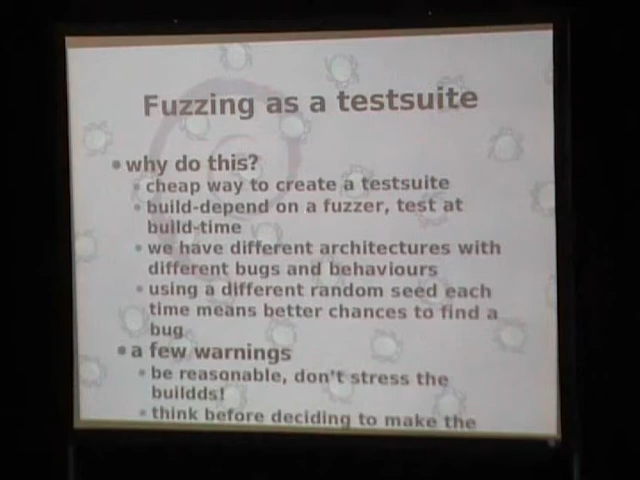 Fuzzing as a testsuite
why do this?
cheap way to create a testsuite
build-depend on a fuzzer, test at
build-time
we have different architectures with
different bugs and behaviours
using a different random seed each
time means better chances to find a
bug
a few warnings
be reasonable, don't stress the
buildds!
think before deciding to make the